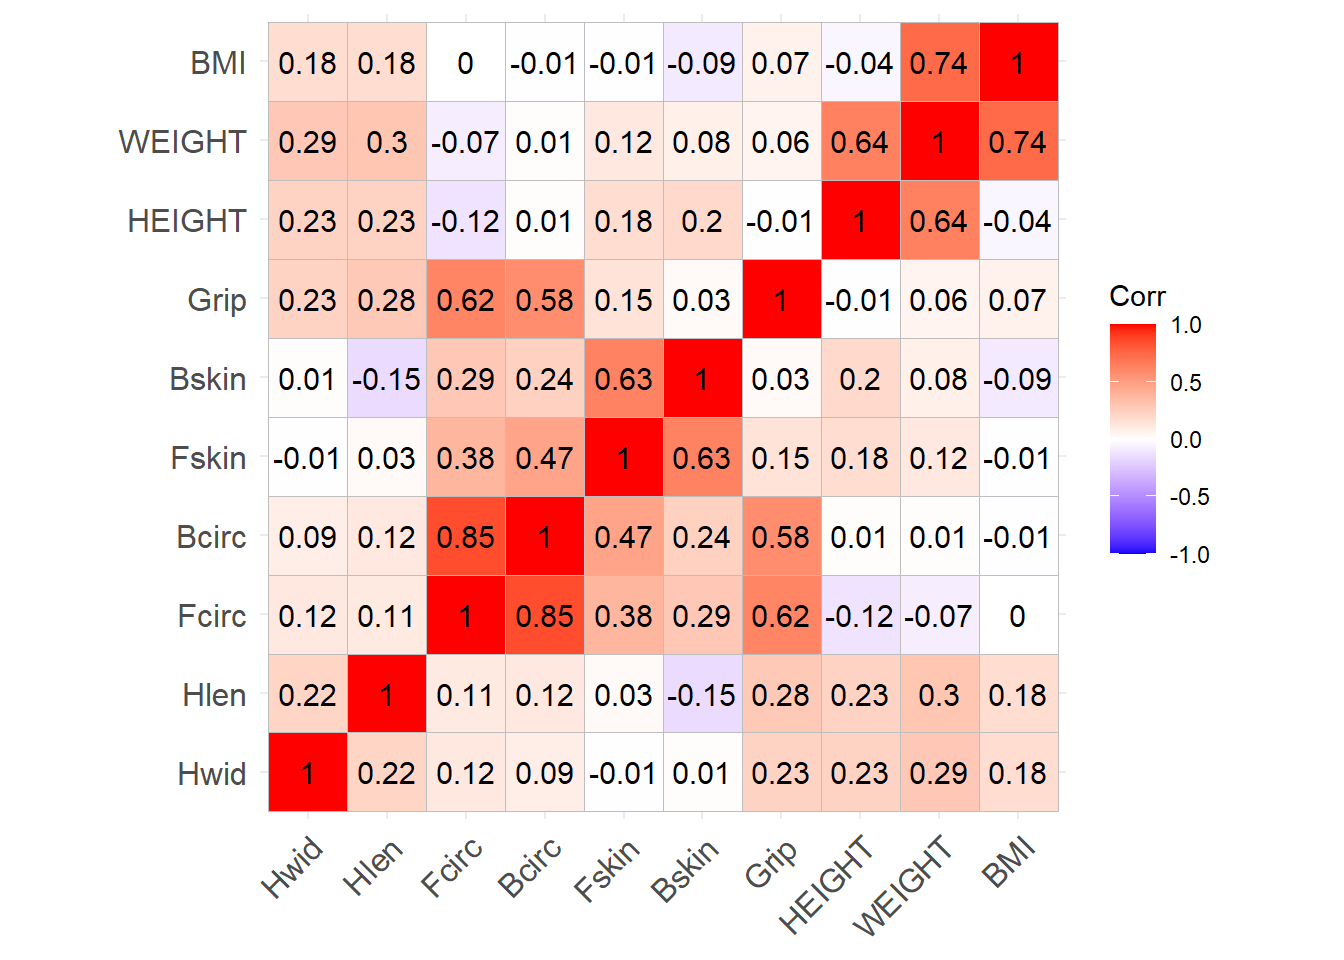 BMI 0.18 0.18 0 -0.01 -0.01 -0.09 0.07 -0.04 0.74 1
WEIGHT 0.29 0.3 -0.07 0.01 0.12 0.08 0.06 0.64 1 0.74
HEIGHT 0.23 0.23 -0.12 0.01 0.18 0.2 -0.01 1 0.64 -0.04
Grip 0.23 0.28 0.62 0.58 0.15 0.03 1 -0.01 0.06 0.07
Bskin 0.01 -0.15 0.29 0.24 0.63 1 0.03 0.2 0.08 -0.09
Fskin -0.01 0.03 0.38 0.47 1 0.63 0.15 0.18 0.12 -0.01
Bcirc 0.09 0.12 0.85 1 0.47 0.24 0.58 0.01 0.01 -0.01
Fcirc 0.12 0.11 1 0.85 0.38 0.29 0.62 -0.12 -0.07 0
Hlen 0.22 1 0.11 0.12 0.03 -0.15 0.28 0.23 0.3 0.18
Hwid 1 0.22 0.12 0.09 -0.01 0.01 0.23 0.23 0.29 0.18
Hwid Hlen Fcirc Bcirc Fskin Bskin Grip HEIGHT WEIGHT BMI
Corr
1.0
0.5
0.0
-0.5
-1.0